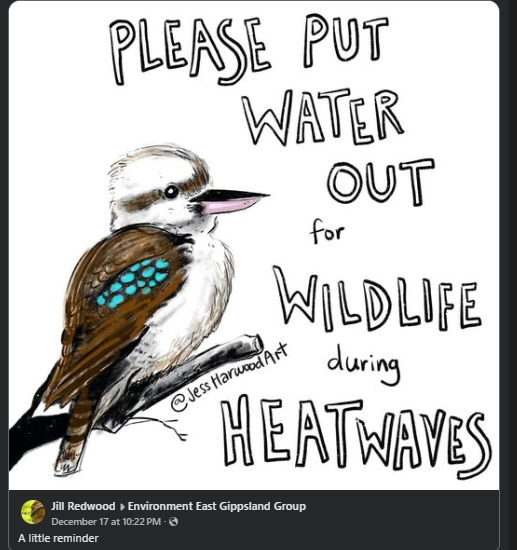 PLEASE PUT
WATER
OUT
for
WILDLIFE
during
HEATWAVES
@JessHarwoodArt
Jill Redwood ▸ Environment East Gippsland Group
December 17 at 10:22 PM ·
A little reminder